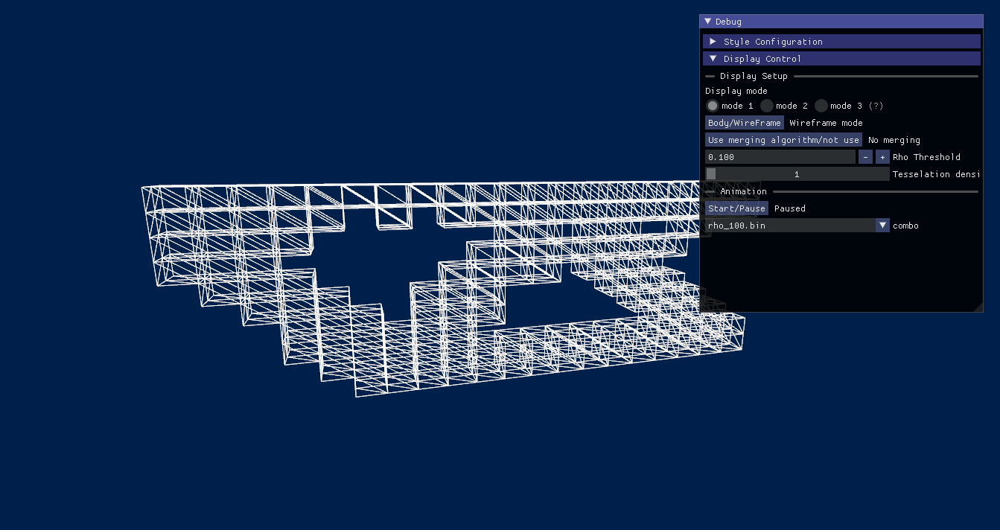 Debug
Style Configuration
Display Control
Display Setup
Display mode
mode 1 mode 2 mode 3 (?)
Body/WireFrame Wireframe mode
Use merging algorithm/not use No merging
0.100 - + Rho Threshold
1 Tesselation densi
Animation
Start/Pause Paused
rho_100.bin combo